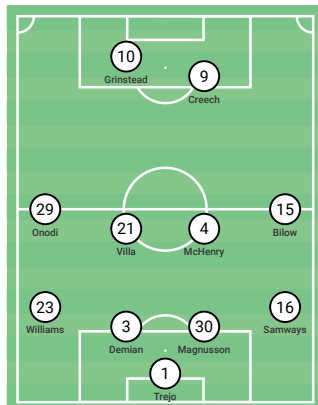 10
Grinstead
9
Creech
29
Onodi
21
Villa
4
McHenry
15
Bilow
23
Williams
3
Demian
30
Magnusson
16
Samways
1
Trejo